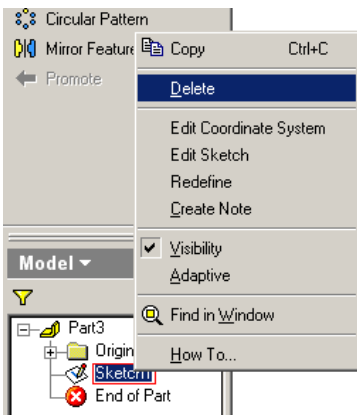 Circular Pattern
Mirror Feature
Promote
Copy Ctrl+C
Delete
Edit Coordinate System
Edit Sketch
Redefine
Create Note
Visibility
Adaptive
Find in Window
How To...
Model
Part3
Origin
Sketch1
End of Part